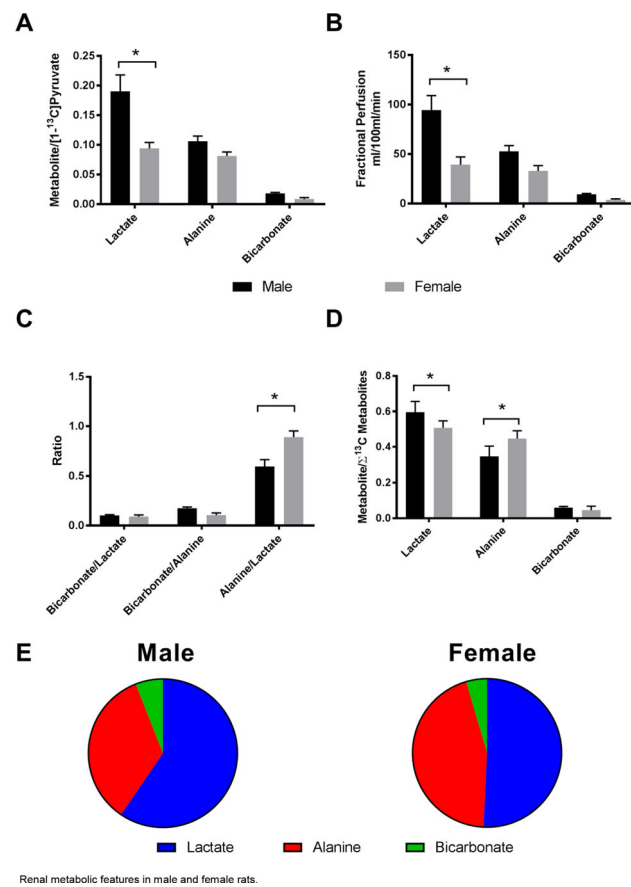 A
Metabolite/[1-¹³C]Pyruvate
0.25
0.20
0.15
0.10
0.05
0.00
*
Lactate
Alanine
Bicarbonate
B
Fractional Perfusion
ml/100ml/min
150
100
50
0
*
Lactate
Alanine
Bicarbonate
Male
Female
C
Ratio
1.5
1.0
0.5
0.0
*
Bicarbonate/Lactate
Bicarbonate/Alanine
Alanine/Lactate
D
Metabolite/Σ¹³C Metabolites
0.8
0.6
0.4
0.2
0.0
*
*
Lactate
Alanine
Bicarbonate
E
Male
Female
Lactate
Alanine
Bicarbonate
Renal metabolic features in male and female rats.